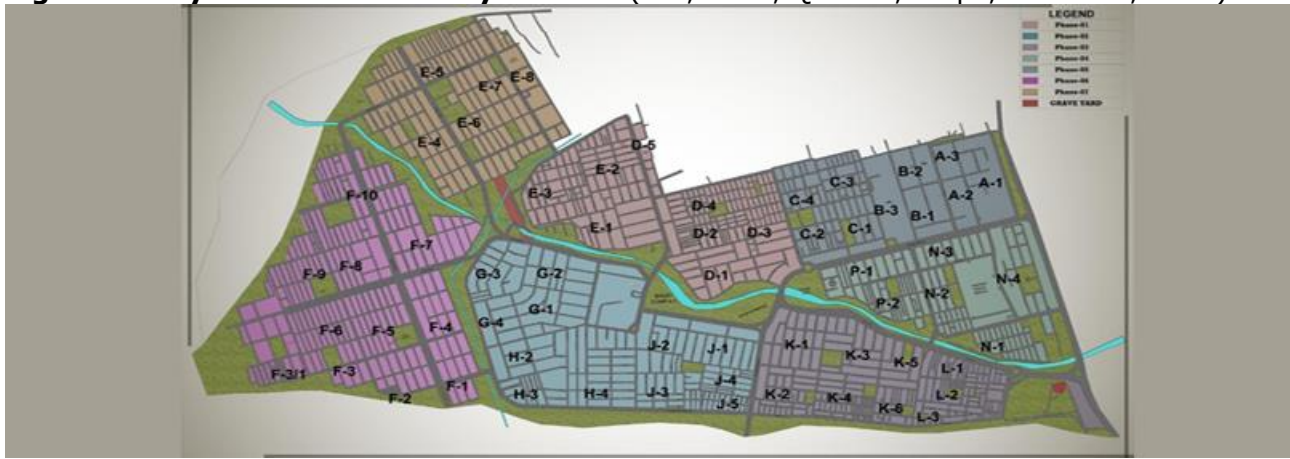 LEGEND
Phase-01
Phase-02
Phase-03
Phase-04
Phase-05
Phase-06
Phase-07
GRAVE YARD
E-5
E-7
E-8
E-6
E-4
D-5
E-2
E-3
E-1
D-4
D-2
D-3
D-1
C-3
C-4
C-2
C-1
B-2
B-3
B-1
A-3
A-2
A-1
F-10
F-7
F-9
F-8
F-6
F-5
F-4
F-3/1
F-3
F-2
F-1
G-3
G-2
G-1
G-4
H-2
H-3
H-4
J-2
J-1
J-3
J-4
J-5
P-1
P-2
N-3
N-2
N-4
N-1
K-1
K-3
K-5
K-2
K-4
K-6
L-1
L-2
L-3